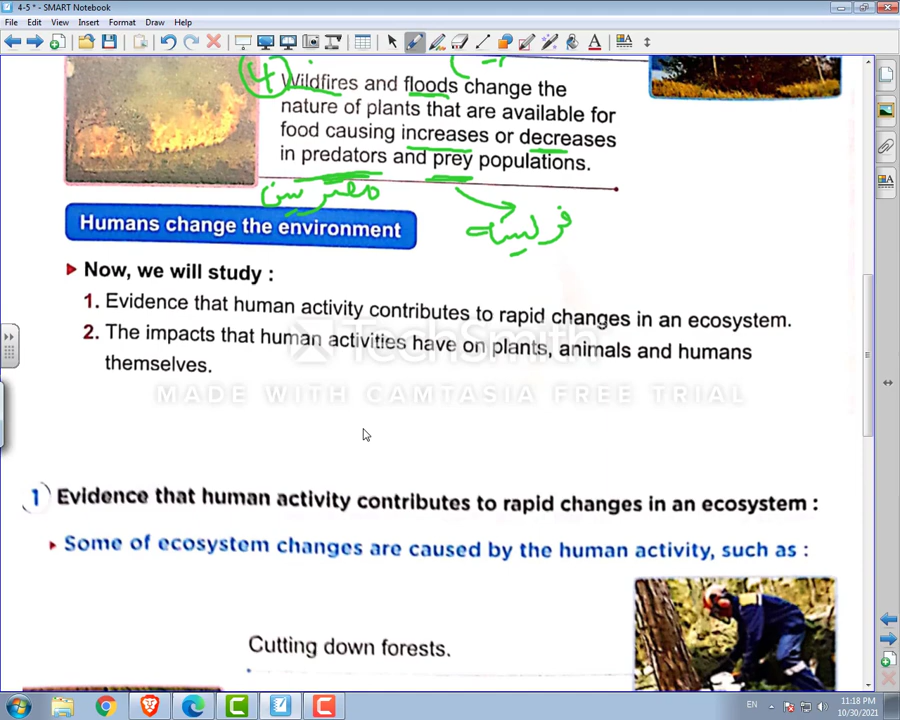 4-5 * - SMART Notebook
File Edit View Insert Format Draw Help
4 Wildfires and floods change the
nature of plants that are available for
food causing increases or decreases
in predators and prey populations.
مفترسين
فريسه
Humans change the environment
Now, we will study :
1. Evidence that human activity contributes to rapid changes in an ecosystem.
2. The impacts that human activities have on plants, animals and humans
themselves.
TechSmith
MADE WITH CAMTASIA FREE TRIAL
1 Evidence that human activity contributes to rapid changes in an ecosystem :
Some of ecosystem changes are caused by the human activity, such as :
Cutting down forests.
EN
11:18 PM
10/30/2021